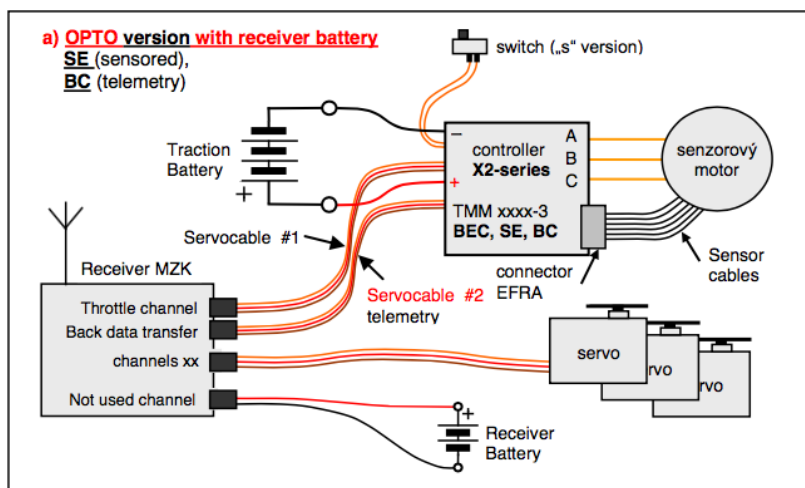 a) OPTO version with receiver battery
SE (sensored),
BC (telemetry)
switch („s“ version)
Traction
Battery
+
−
+
controller
X2-series
TMM xxxx-3
BEC, SE, BC
A
B
C
senzorový
motor
Servocable #1
Servocable #2
telemetry
connector
EFRA
Sensor
cables
Receiver MZK
Throttle channel
Back data transfer
channels xx
Not used channel
servo
servo
servo
+
Receiver
Battery